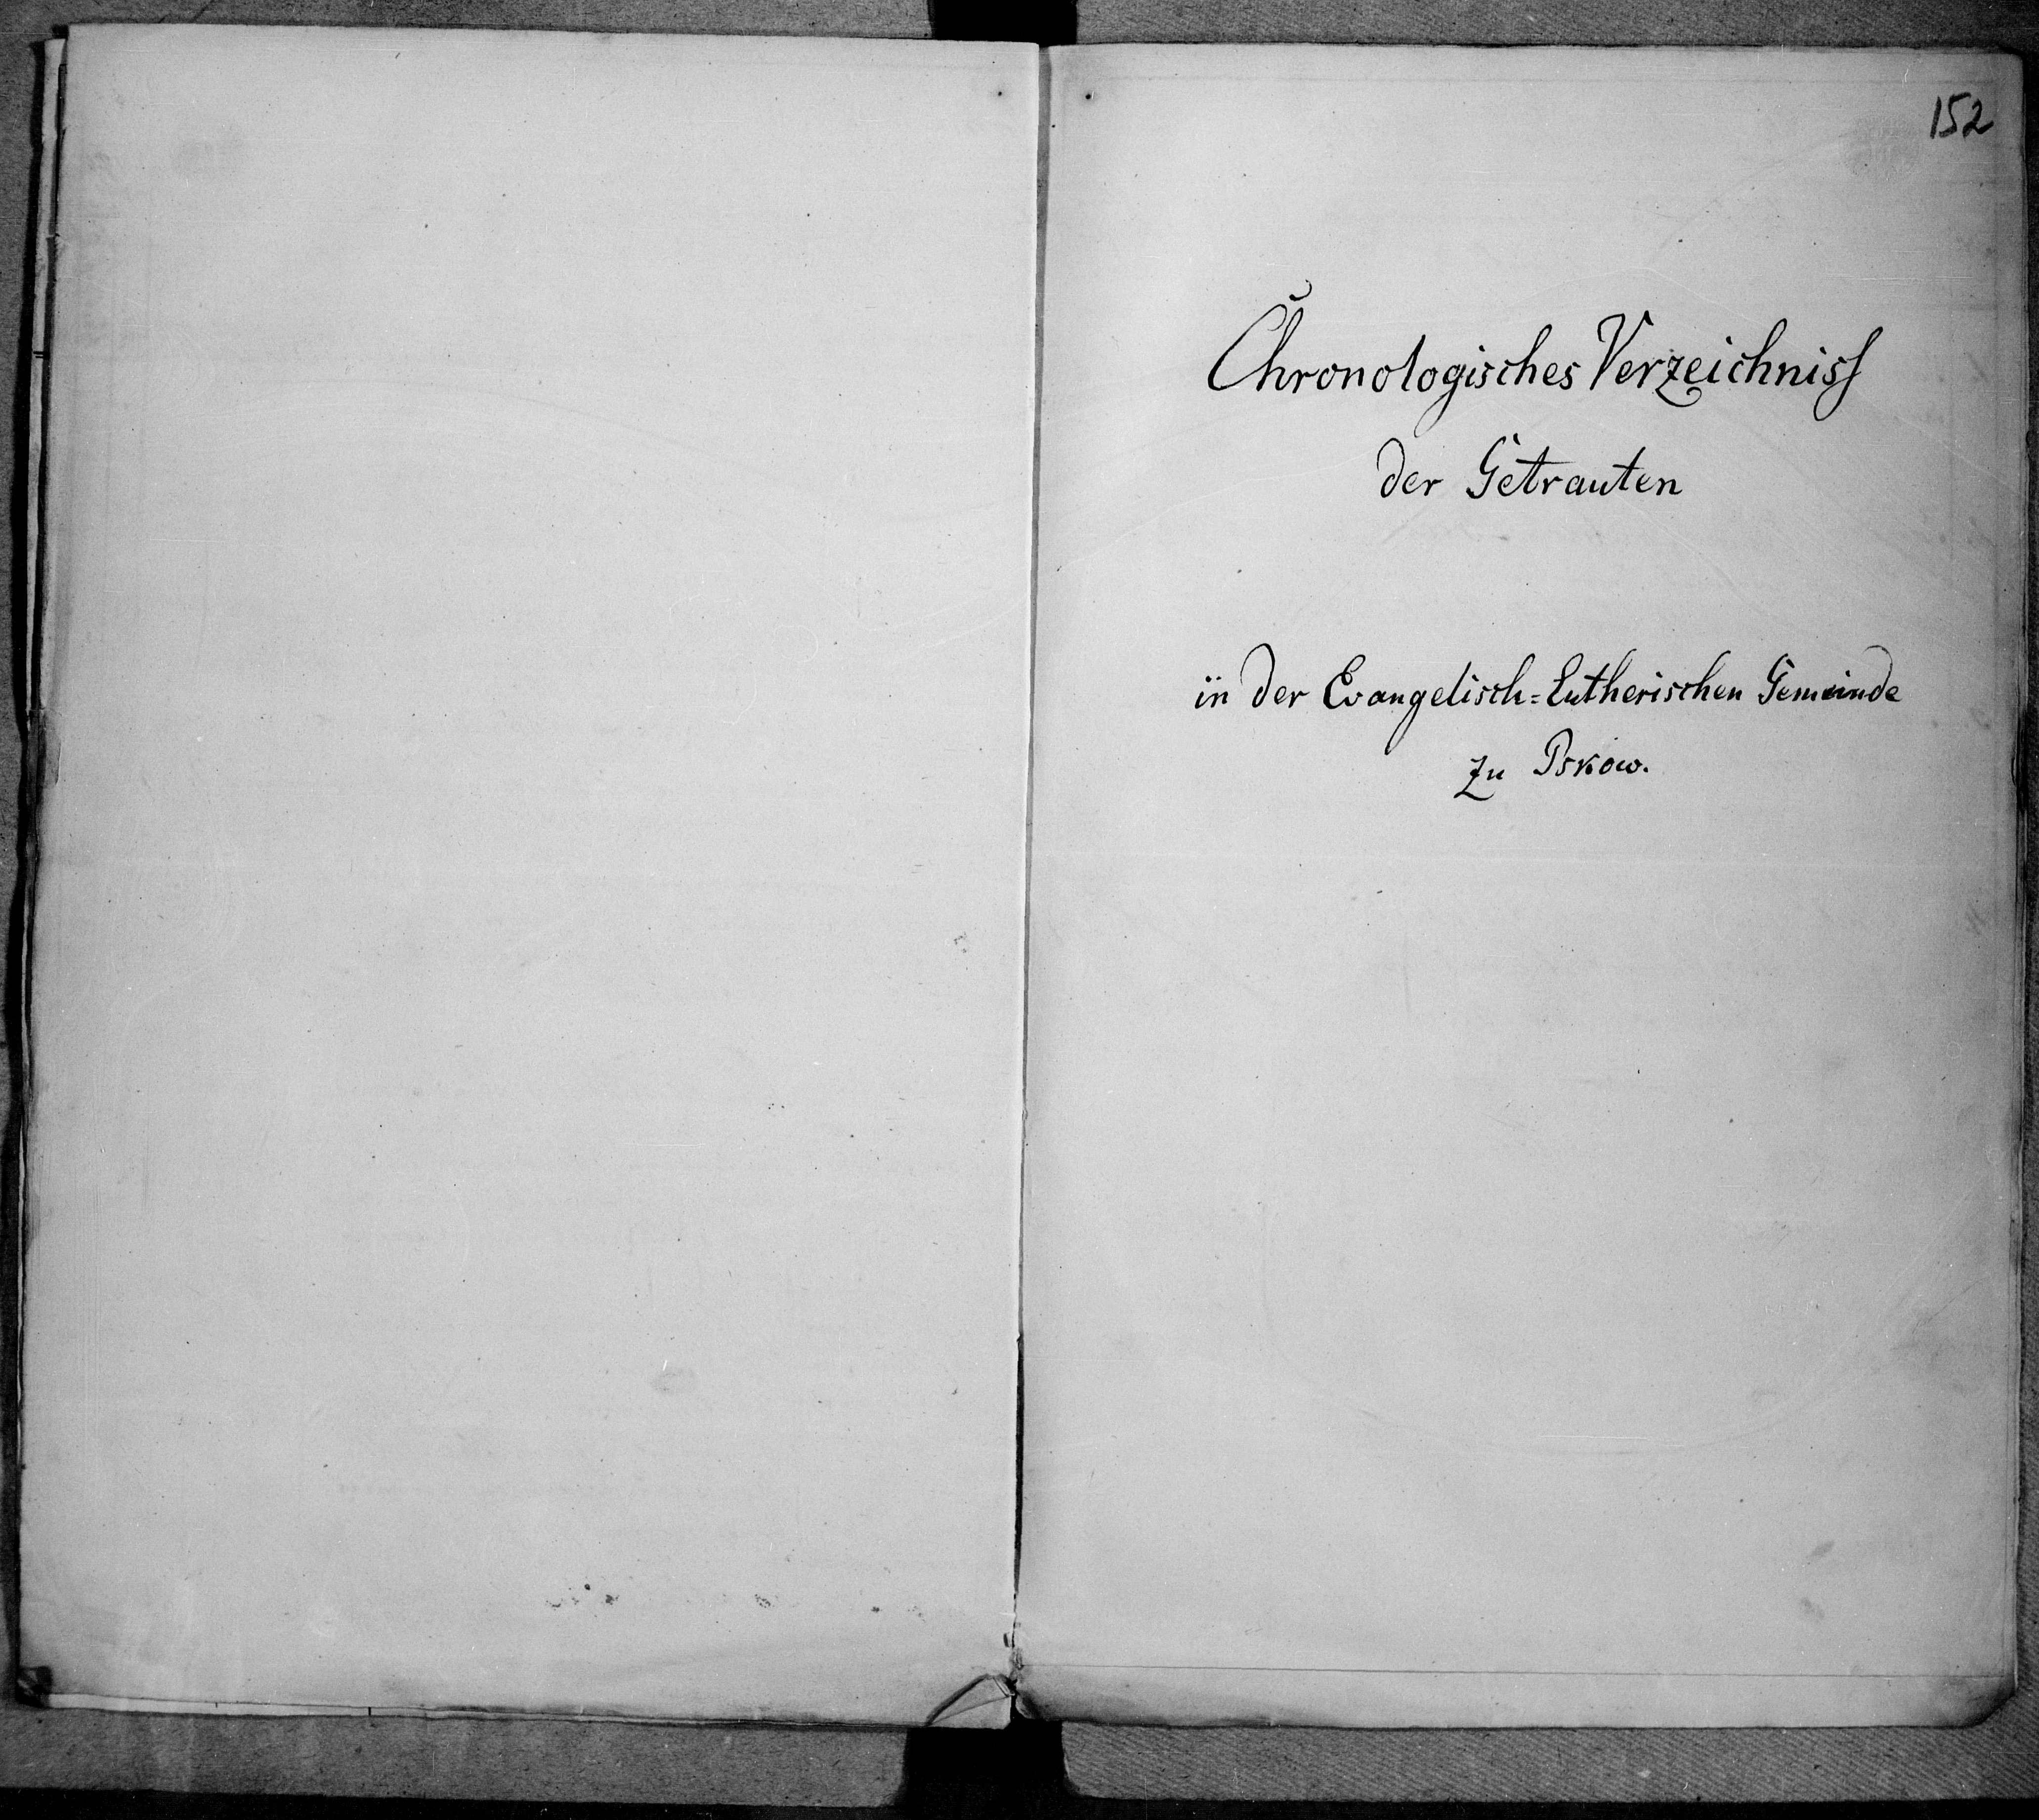 152
Chronologisches Verzeichniss
der Getrauten
in der Evangelisch=Lutherischen Gemeinde
zu Pskow.